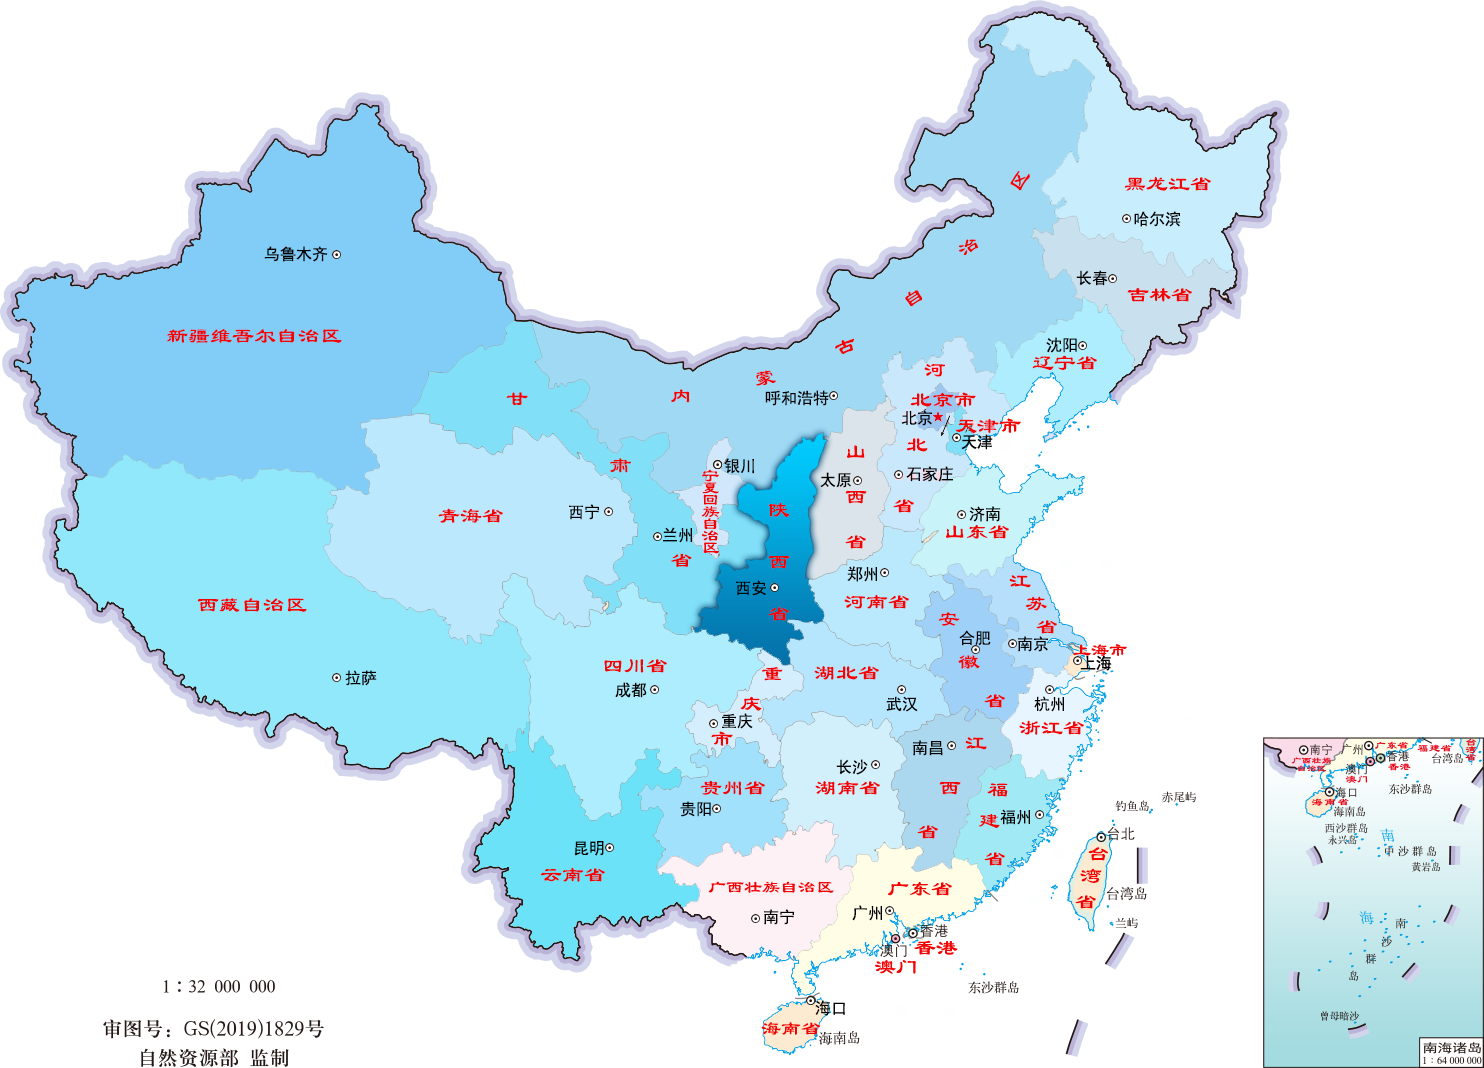 黑龙江省
哈尔滨
乌鲁木齐
新疆维吾尔自治区
长春
吉林省
沈阳
辽宁省
内蒙古自治区
呼和浩特
甘肃省
河北省
北京市
北京
天津市
天津
石家庄
山西省
太原
陕西省
西安
银川
宁夏回族自治区
青海省
西宁
兰州
济南
山东省
郑州
河南省
江苏省
南京
安徽省
合肥
上海市
上海
西藏自治区
拉萨
四川省
成都
重庆市
重庆
湖北省
武汉
杭州
浙江省
南昌
江西省
长沙
湖南省
贵州省
贵阳
福建省
福州
昆明
云南省
广西壮族自治区
南宁
广东省
广州
香港
香港
澳门
澳门
海口
海南省
海南岛
东沙群岛
台北
台湾省
台湾岛
兰屿
钓鱼岛
赤尾屿
1：32 000 000
审图号：GS(2019)1829号
自然资源部 监制
南宁
广西壮族
自治区
广州
广东省
香港
香港
澳门
澳门
福建省
台湾省
台湾岛
海口
海南省
海南岛
东沙群岛
西沙群岛
永兴岛
中沙群岛
黄岩岛
南海
南沙群岛
曾母暗沙
南海诸岛
1：64 000 000